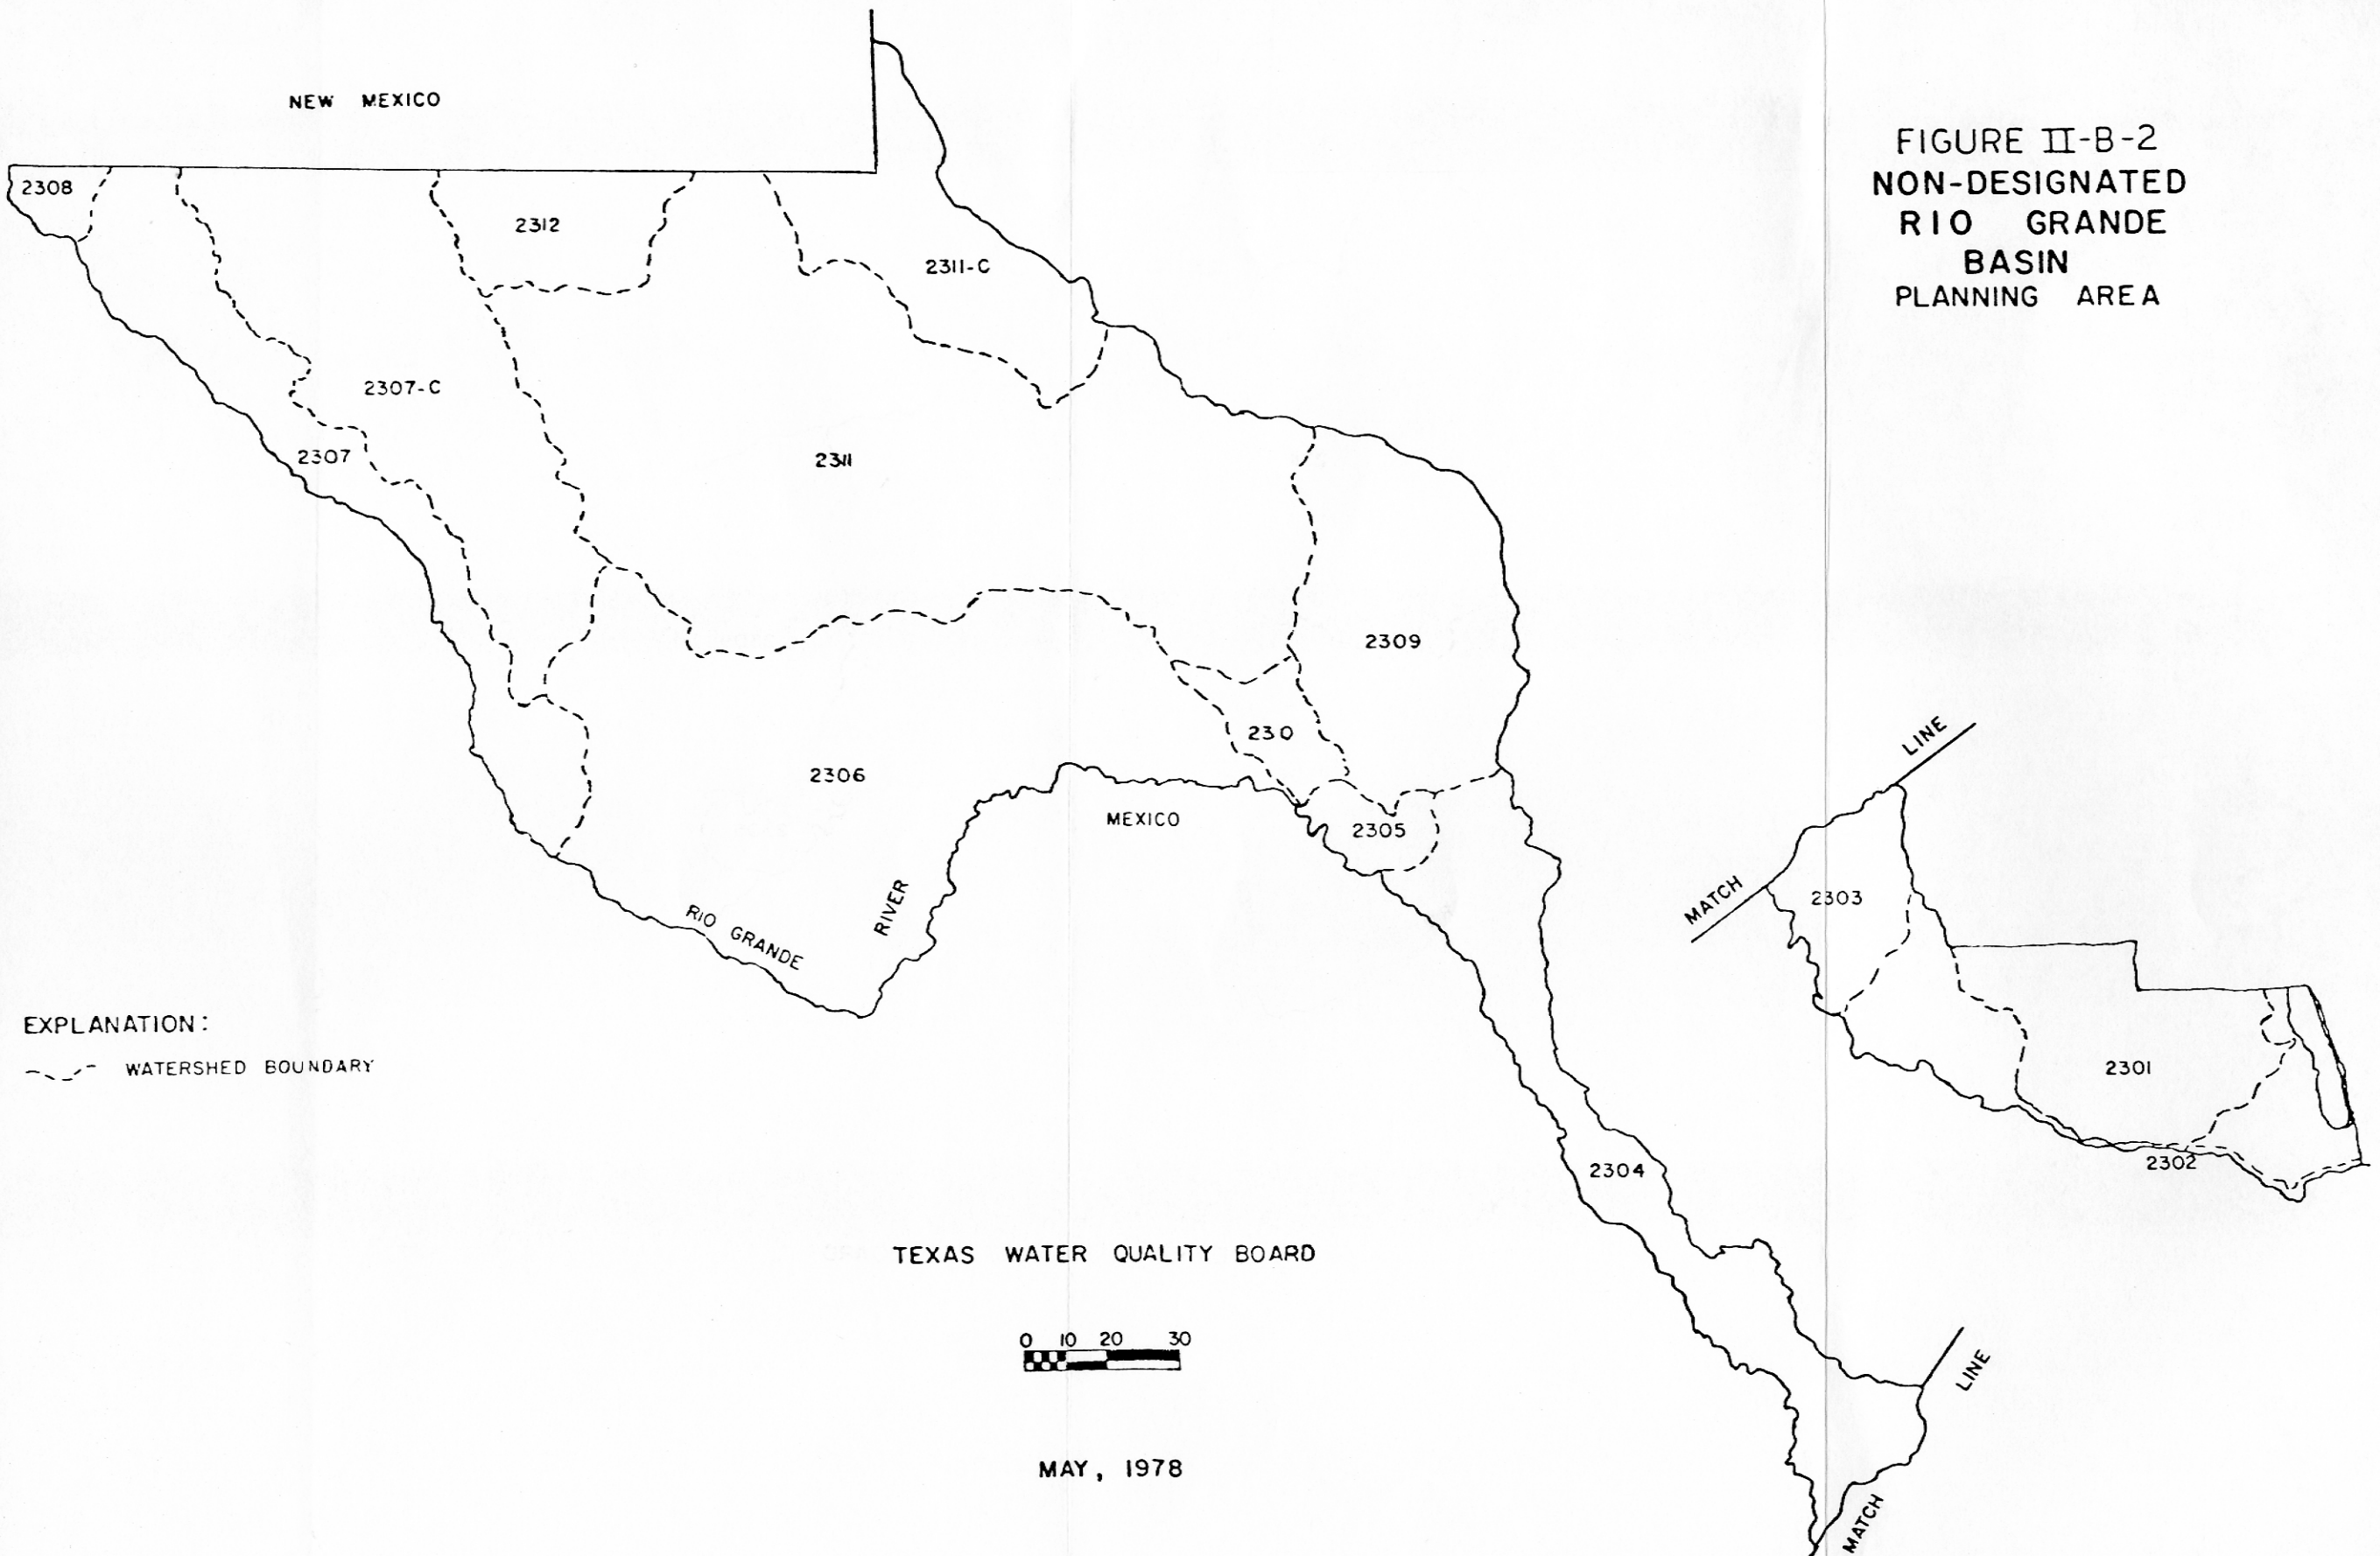 FIGURE II-B-2
NON-DESIGNATED
RIO GRANDE
BASIN
PLANNING AREA
NEW MEXICO
2308
2312
2311-C
2307-C
2307
2311
2309
230
2306
MEXICO
2305
RIO GRANDE
RIVER
LINE
MATCH
2303
2301
2302
2304
LINE
MATCH
EXPLANATION:
WATERSHED BOUNDARY
TEXAS WATER QUALITY BOARD
0 10 20 30
MAY, 1978